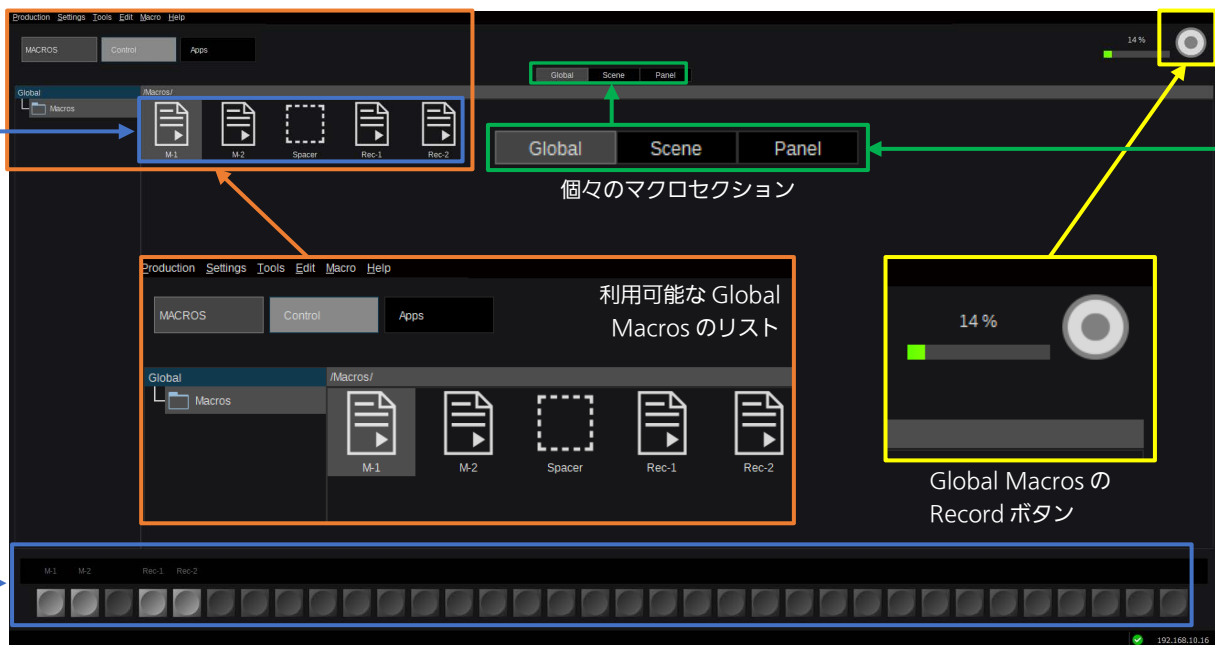 Production Settings Tools Edit Macro Help
MACROS Control Apps
14 %
Global Scene Panel
Global /Macros/
Macros
M-1 M-2 Spacer Rec-1 Rec-2
Global Scene Panel
個々のマクロセクション
Production Settings Tools Edit Macro Help
利用可能な Global
Macros のリスト
MACROS Control Apps
Global /Macros/
Macros
M-1 M-2 Spacer Rec-1 Rec-2
14 %
Global Macros の
Record ボタン
M-1 M-2 Rec-1 Rec-2
192.168.10.16